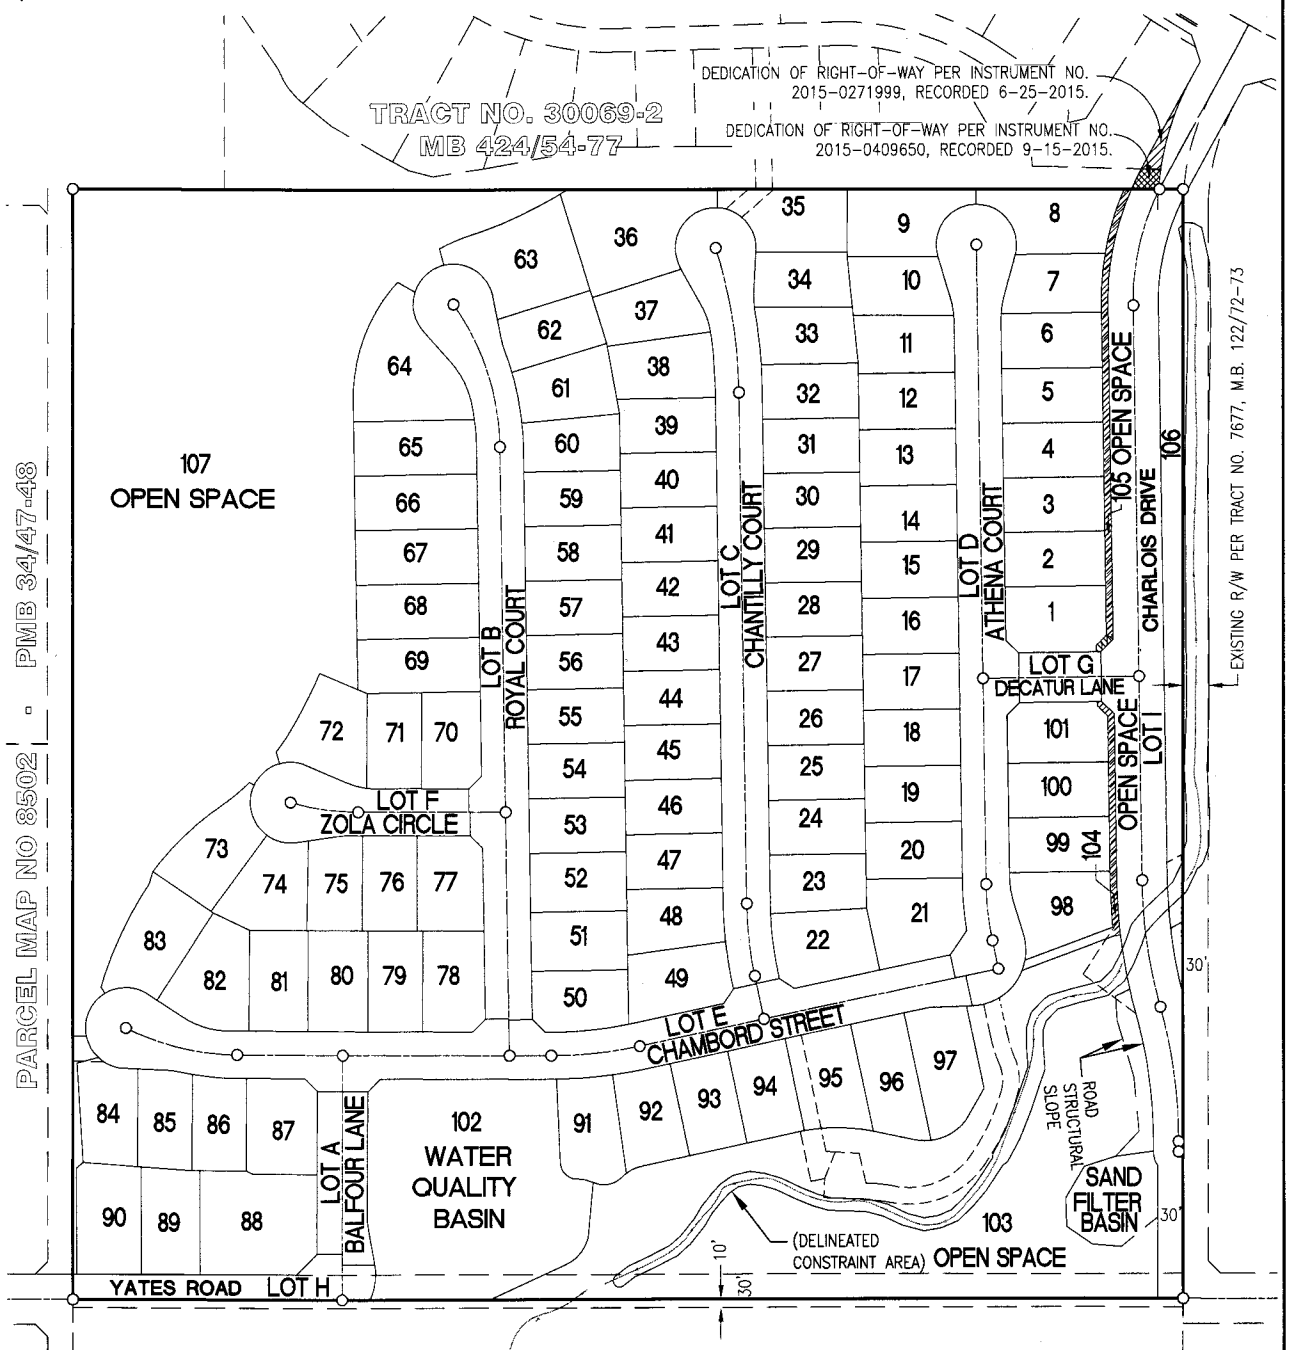 DEDICATION OF RIGHT-OF-WAY PER INSTRUMENT NO.
2015-0271999, RECORDED 6-25-2015.
TRACT NO. 30069-2
MB 424/54-77
DEDICATION OF RIGHT-OF-WAY PER INSTRUMENT NO.
2015-0409650, RECORDED 9-15-2015.
35
9
8
36
63
34
10
7
37
62
33
11
6
38
64
61
32
12
5
39
65
60
31
13
4
107
OPEN SPACE
40
66
59
30
14
3
41
67
58
29
15
2
42
68
57
28
16
1
43
69
56
27
17
44
72
71
70
55
26
18
101
45
54
25
19
100
46
53
24
20
99
73
47
52
23
74
75
76
77
48
51
22
21
98
83
82
81
80
79
78
49
50
LOT B
ROYAL COURT
LOT C
CHANTILLY COURT
LOT D
ATHENA COURT
105 OPEN SPACE
CHARLOIS DRIVE
106
EXISTING R/W PER TRACT NO. 7677, M.B. 122/72-73
PARCEL MAP NO 8502 - PMB 34/47-48
LOT G
DECATUR LANE
OPEN SPACE
LOT I
104
LOT F
ZOLA CIRCLE
LOT E
CHAMBORD STREET
30'
84
85
86
87
91
92
93
94
95
96
97
LOT A
BALFOUR LANE
102
WATER
QUALITY
BASIN
ROAD
STRUCTURAL
SLOPE
90
89
88
SAND
FILTER
BASIN
30'
103
OPEN SPACE
(DELINEATED
CONSTRAINT AREA)
10'
30'
YATES ROAD LOT H